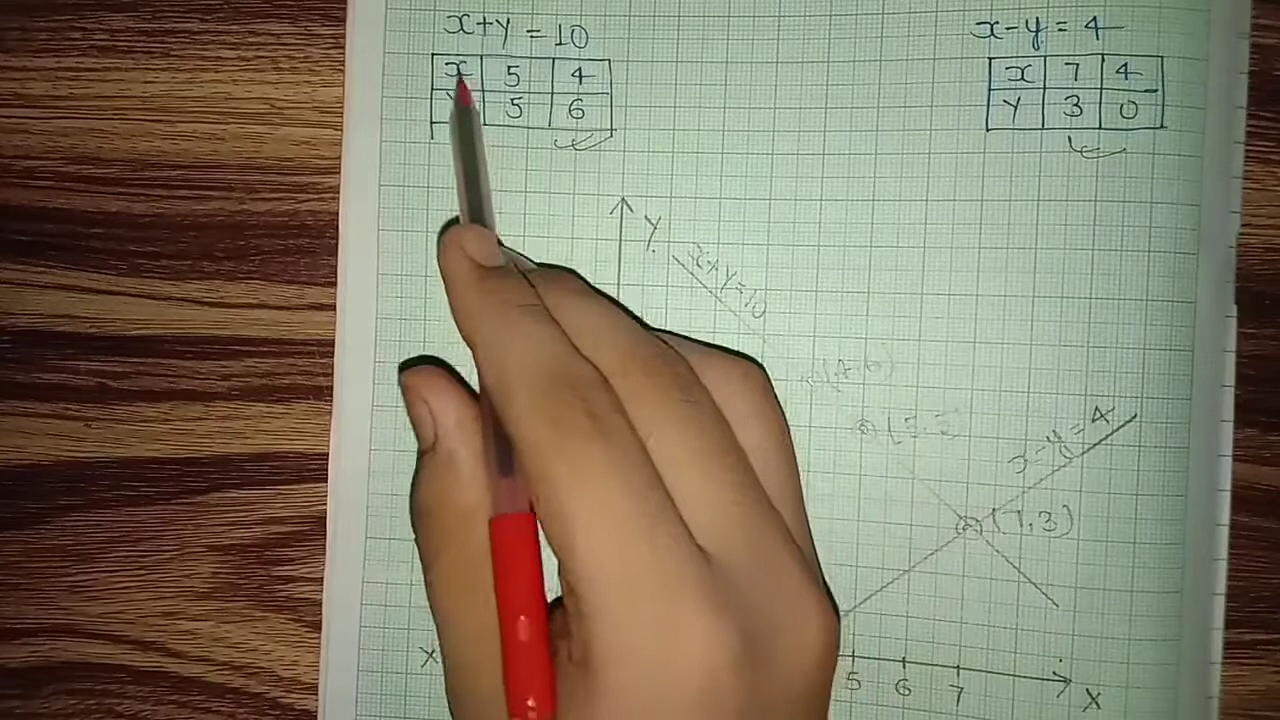 x+y = 10
x 5 4
Y 5 6
x-y = 4
x 7 4
Y 3 0
Y
x+y=10
x-y=4
(7,3)
X
5 6 7
X